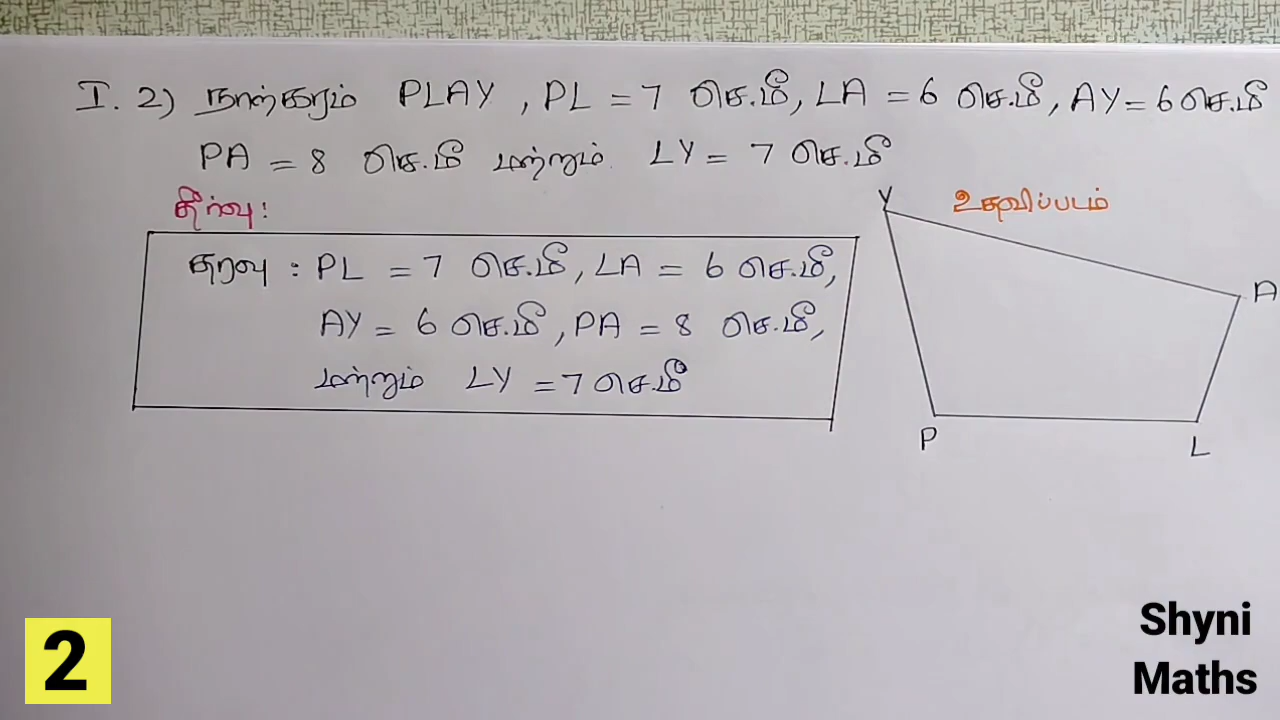 I. 2) நாற்கரம் PLAY , PL = 7 செ.மீ, LA = 6 செ.மீ, AY = 6 செ.மீ
PA = 8 செ.மீ மற்றும் LY = 7 செ.மீ
தீர்வு :
உதவிப்படம்
தரவு : PL = 7 செ.மீ, LA = 6 செ.மீ,
AY = 6 செ.மீ, PA = 8 செ.மீ,
மற்றும் LY = 7 செ.மீ
Y
A
P
L
2
Shyni
Maths